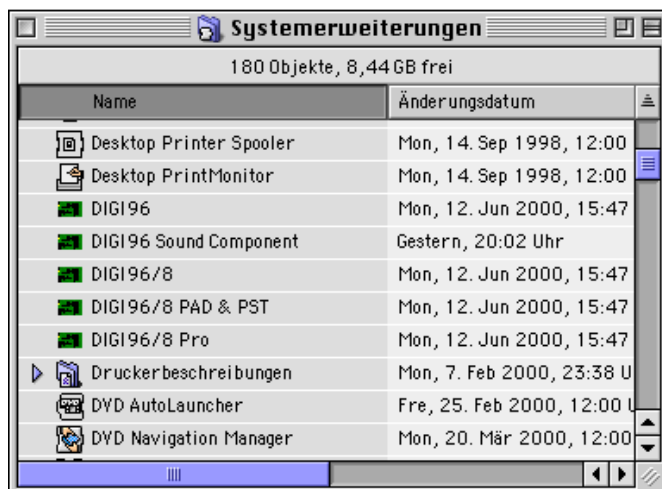 Systemerweiterungen
180 Objekte, 8,44 GB frei
Name Änderungsdatum
Desktop Printer Spooler Mon, 14. Sep 1998, 12:00
Desktop PrintMonitor Mon, 14. Sep 1998, 12:00
DIGI96 Mon, 12. Jun 2000, 15:47
DIGI96 Sound Component Gestern, 20:02 Uhr
DIGI96/8 Mon, 12. Jun 2000, 15:47
DIGI96/8 PAD & PST Mon, 12. Jun 2000, 15:47
DIGI96/8 Pro Mon, 12. Jun 2000, 15:47
Druckerbeschreibungen Mon, 7. Feb 2000, 23:38 U
DVD AutoLauncher Fre, 25. Feb 2000, 12:00 U
DVD Navigation Manager Mon, 20. Mär 2000, 12:00